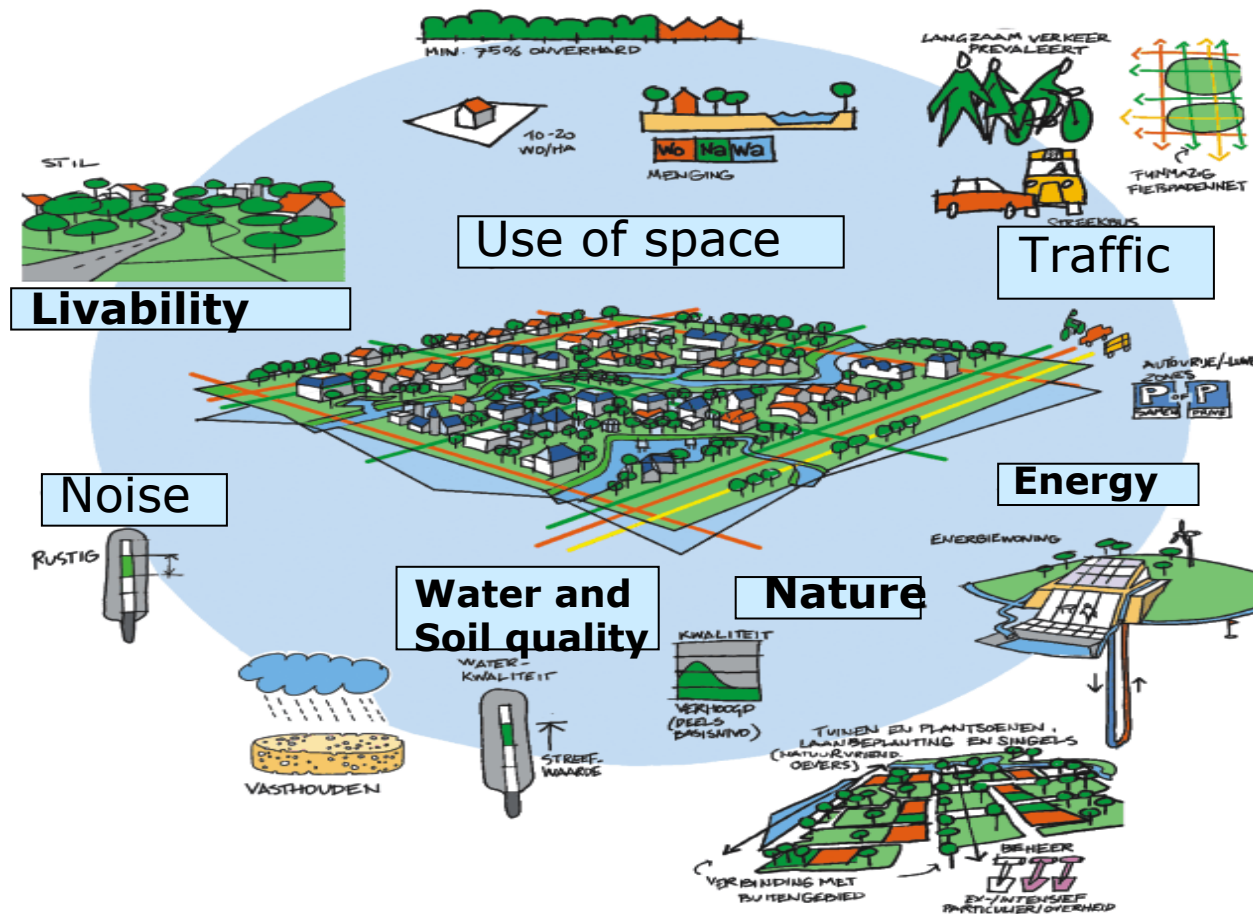 MIN. 75% ONVERHARD
LANGZAAM VERKEER
PREVALEERT
10-20
WO/HA
Wo Na Wa
MENGING
STIL
FIETSPADENNET
STREEKBUS
Use of space
Traffic
Livability
ZONES
P OF P
SAMEN PRIVE
Noise
Energy
RUSTIG
ENERGIEWONING
Water and
Soil quality
Nature
WATER-
KWALITEIT
KWALITEIT
VERHOOGD
(DEELS
BASISNIVO)
STREEF-
WAARDE
VASTHOUDEN
TUINEN EN PLANTSOENEN,
LAANBEPLANTING EN SINGELS
(NATUURVRIEND.
OEVERS)
BEHEER
VERBINDING MET
BUITENGEBIED
EX-/INTENSIEF
PARTICULIER/OVERHEID